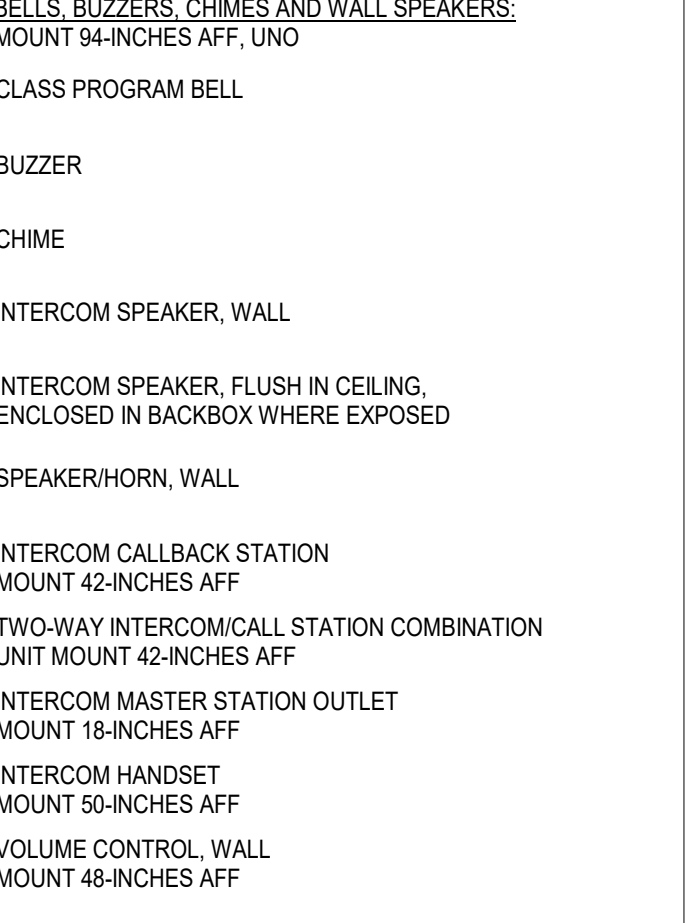 BELLS, BUZZERS, CHIMES AND WALL SPEAKERS:
MOUNT 94-INCHES AFF, UNO
CLASS PROGRAM BELL
BUZZER
CHIME
INTERCOM SPEAKER, WALL
INTERCOM SPEAKER, FLUSH IN CEILING,
ENCLOSED IN BACKBOX WHERE EXPOSED
SPEAKER/HORN, WALL
INTERCOM CALLBACK STATION
MOUNT 42-INCHES AFF
TWO-WAY INTERCOM/CALL STATION COMBINATION
UNIT MOUNT 42-INCHES AFF
INTERCOM MASTER STATION OUTLET
MOUNT 18-INCHES AFF
INTERCOM HANDSET
MOUNT 50-INCHES AFF
VOLUME CONTROL, WALL
MOUNT 48-INCHES AFF